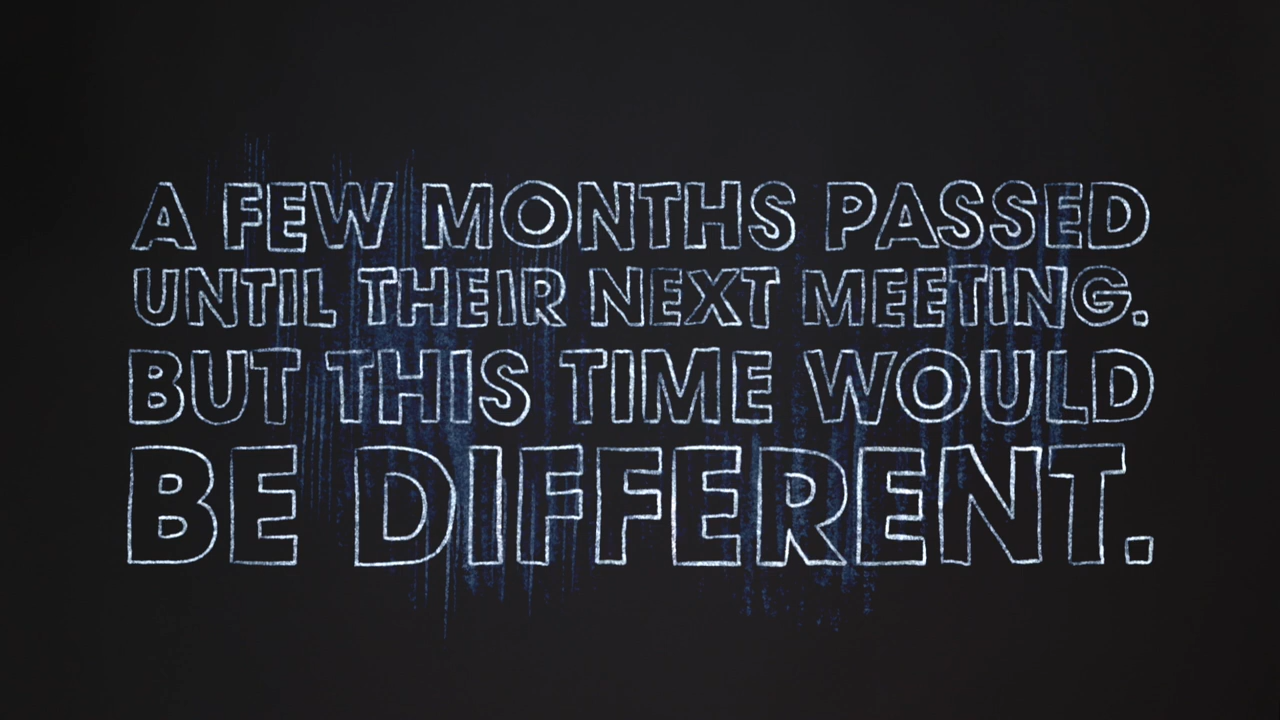 A FEW MONTHS PASSED
UNTIL THEIR NEXT MEETING.
BUT THIS TIME WOULD
BE DIFFERENT.